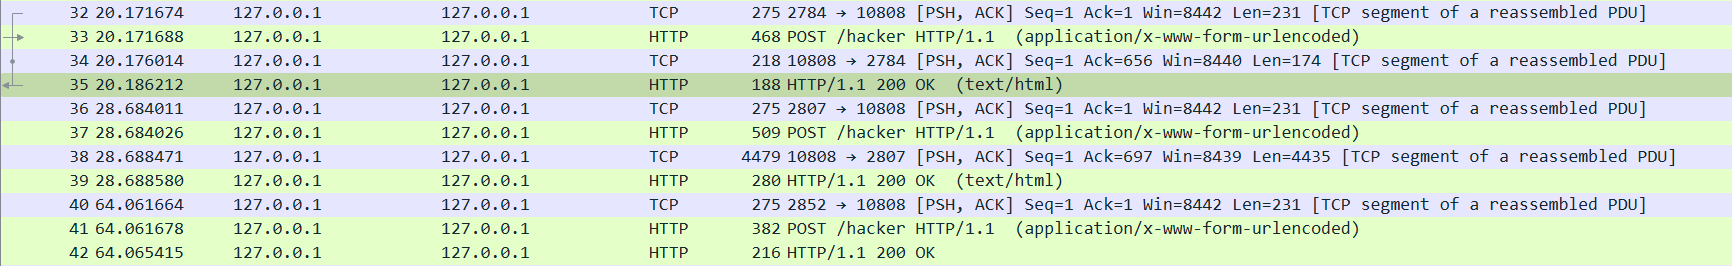 32 20.171674 127.0.0.1 127.0.0.1 TCP 275 2784 → 10808 [PSH, ACK] Seq=1 Ack=1 Win=8442 Len=231 [TCP segment of a reassembled PDU]
33 20.171688 127.0.0.1 127.0.0.1 HTTP 468 POST /hacker HTTP/1.1 (application/x-www-form-urlencoded)
34 20.176014 127.0.0.1 127.0.0.1 TCP 218 10808 → 2784 [PSH, ACK] Seq=1 Ack=656 Win=8440 Len=174 [TCP segment of a reassembled PDU]
35 20.186212 127.0.0.1 127.0.0.1 HTTP 188 HTTP/1.1 200 OK (text/html)
36 28.684011 127.0.0.1 127.0.0.1 TCP 275 2807 → 10808 [PSH, ACK] Seq=1 Ack=1 Win=8442 Len=231 [TCP segment of a reassembled PDU]
37 28.684026 127.0.0.1 127.0.0.1 HTTP 509 POST /hacker HTTP/1.1 (application/x-www-form-urlencoded)
38 28.688471 127.0.0.1 127.0.0.1 TCP 4479 10808 → 2807 [PSH, ACK] Seq=1 Ack=697 Win=8439 Len=4435 [TCP segment of a reassembled PDU]
39 28.688580 127.0.0.1 127.0.0.1 HTTP 280 HTTP/1.1 200 OK (text/html)
40 64.061664 127.0.0.1 127.0.0.1 TCP 275 2852 → 10808 [PSH, ACK] Seq=1 Ack=1 Win=8442 Len=231 [TCP segment of a reassembled PDU]
41 64.061678 127.0.0.1 127.0.0.1 HTTP 382 POST /hacker HTTP/1.1 (application/x-www-form-urlencoded)
42 64.065415 127.0.0.1 127.0.0.1 HTTP 216 HTTP/1.1 200 OK